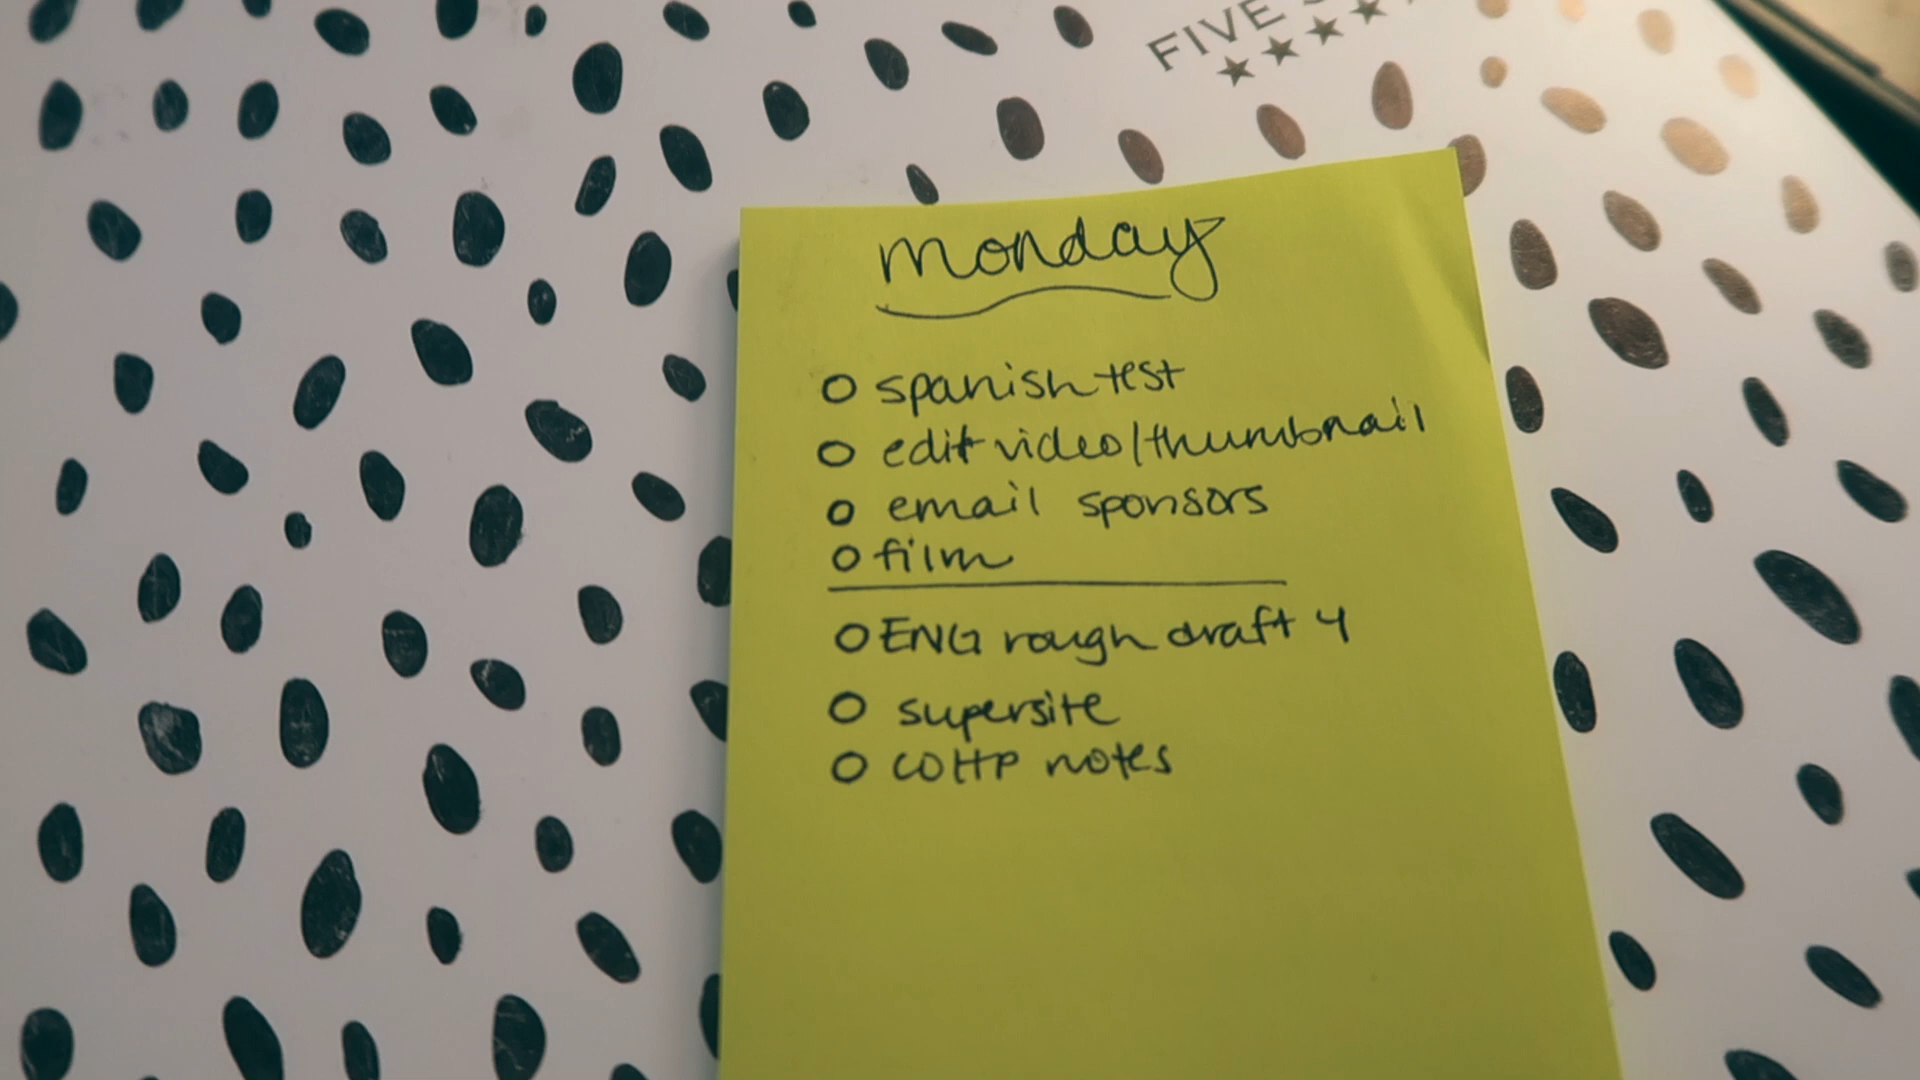 FIVE
monday
spanish test
edit video/thumbnail
email sponsors
film
ENG rough draft 4
supersite
COHP notes